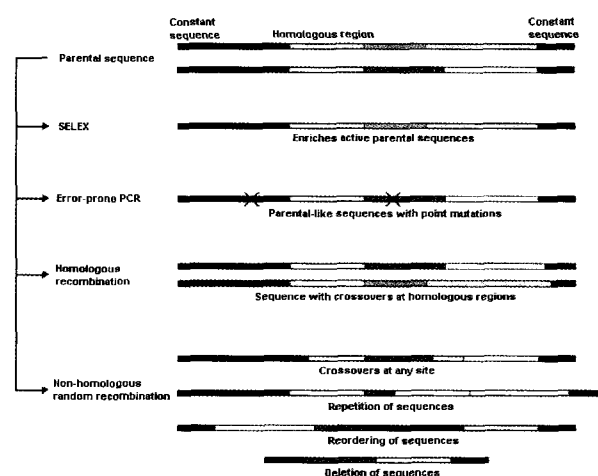 Constant
sequence
Homologous region
Constant
sequence
Parental sequence
SELEX
Enriches active parental sequences
Error-prone PCR
Parental-like sequences with point mutations
Homologous
recombination
Sequence with crossovers at homologous regions
Crossovers at any site
Non-homologous
random recombination
Repetition of sequences
Reordering of sequences
Deletion of sequences